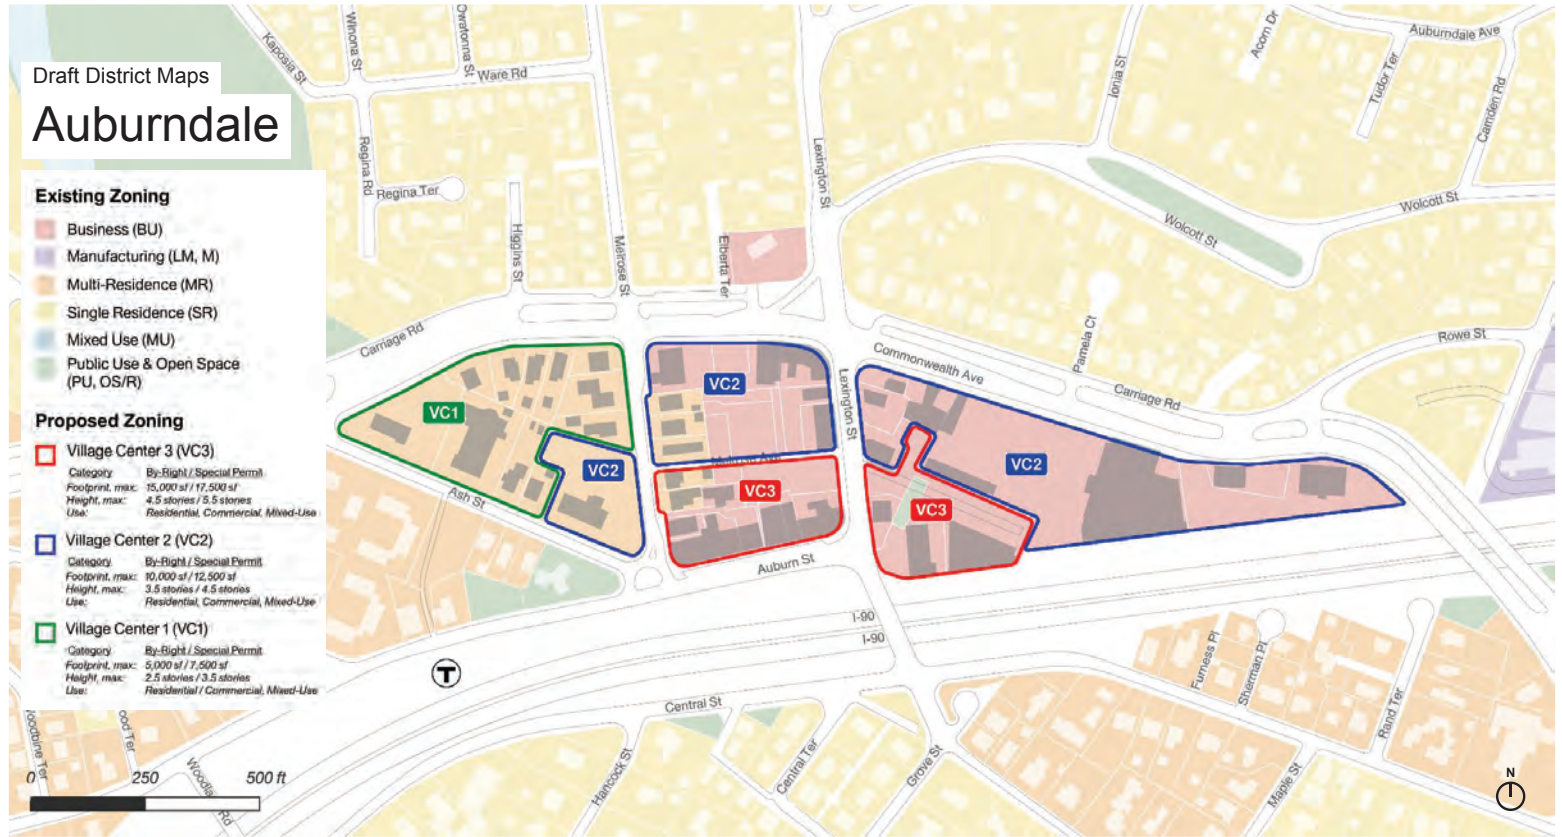 Draft District Maps
Auburndale
Existing Zoning
Business (BU)
Manufacturing (LM, M)
Multi-Residence (MR)
Single Residence (SR)
Mixed Use (MU)
Public Use & Open Space
(PU, OS/R)
Proposed Zoning
Village Center 3 (VC3)
Category By-Right / Special Permit
Footprint, max: 15,000 sf / 17,500 sf
Height, max: 4.5 stories / 5.5 stories
Use: Residential, Commercial, Mixed-Use
Village Center 2 (VC2)
Category By-Right / Special Permit
Footprint, max: 10,000 sf / 12,500 sf
Height, max: 3.5 stories / 4.5 stories
Use: Residential, Commercial, Mixed-Use
Village Center 1 (VC1)
Category By-Right / Special Permit
Footprint, max: 5,000 sf / 7,500 sf
Height, max: 2.5 stories / 3.5 stories
Use: Residential / Commercial, Mixed-Use
0 250 500 ft
Kaposia St
Winona St
Owatonna St
Ware Rd
Regina Rd
Regina Ter
Higgins St
Melrose St
Elberta Ter
Lexington St
Ionia St
Acorn Dr
Auburndale Ave
Tudor Ter
Camden Rd
Wolcott St
Wolcott St
Rowe St
Pamela Ct
Carriage Rd
Commonwealth Ave
Carriage Rd
Lexington St
VC1
VC2
VC2
VC3
VC2
VC3
Melrose Ave
Ash St
Auburn St
I-90
I-90
T
Central St
Hancock St
Central Ter
Grove St
Furness Pl
Sherman Pl
Rand Ter
Maple St
oodbine Ter
ood Ter
Rd
N